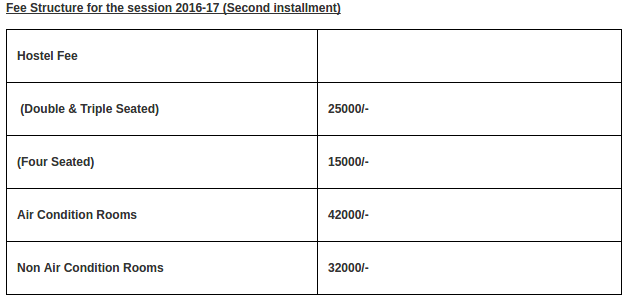 Fee Structure for the session 2016-17 (Second installment)
Hostel Fee
(Double & Triple Seated) 25000/-
(Four Seated) 15000/-
Air Condition Rooms 42000/-
Non Air Condition Rooms 32000/-